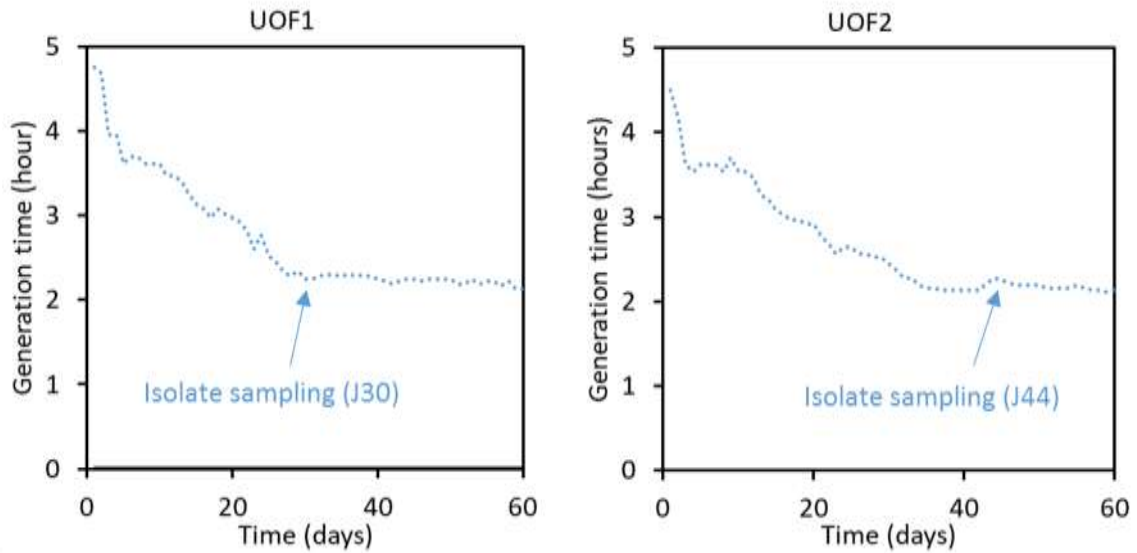 UOF1
5
4
3
2
1
0
Generation time (hour)
Isolate sampling (J30)
0 20 40 60
Time (days)
UOF2
5
4
3
2
1
0
Generation time (hours)
Isolate sampling (J44)
0 20 40 60
Time (days)